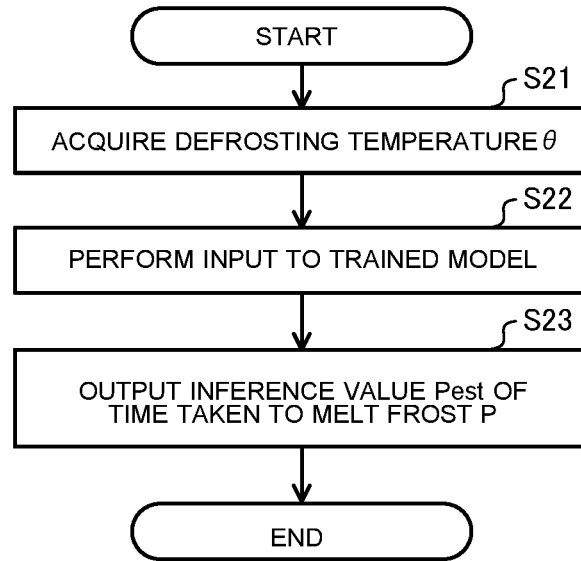 START
S21
ACQUIRE DEFROSTING TEMPERATURE θ
S22
PERFORM INPUT TO TRAINED MODEL
S23
OUTPUT INFERENCE VALUE Pest OF
TIME TAKEN TO MELT FROST P
END